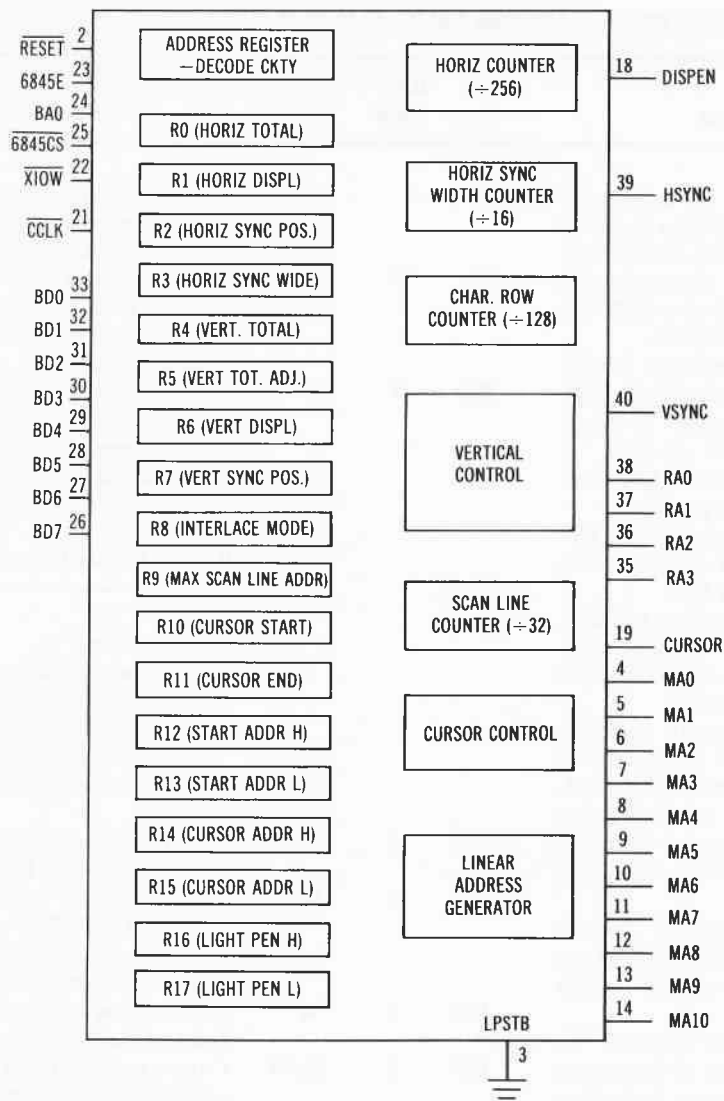 RESET 2
6845E 23
BA0 24
6845CS 25
XIOW 22
CCLK 21
BD0 33
BD1 32
BD2 31
BD3 30
BD4 29
BD5 28
BD6 27
BD7 26
ADDRESS REGISTER
—DECODE CKTY
R0 (HORIZ TOTAL)
R1 (HORIZ DISPL)
R2 (HORIZ SYNC POS.)
R3 (HORIZ SYNC WIDE)
R4 (VERT. TOTAL)
R5 (VERT TOT. ADJ.)
R6 (VERT DISPL)
R7 (VERT SYNC POS.)
R8 (INTERLACE MODE)
R9 (MAX SCAN LINE ADDR)
R10 (CURSOR START)
R11 (CURSOR END)
R12 (START ADDR H)
R13 (START ADDR L)
R14 (CURSOR ADDR H)
R15 (CURSOR ADDR L)
R16 (LIGHT PEN H)
R17 (LIGHT PEN L)
HORIZ COUNTER
(÷256)
HORIZ SYNC
WIDTH COUNTER
(÷16)
CHAR. ROW
COUNTER (÷128)
VERTICAL
CONTROL
SCAN LINE
COUNTER (÷32)
CURSOR CONTROL
LINEAR
ADDRESS
GENERATOR
18 DISPEN
39 HSYNC
40 VSYNC
38 RA0
37 RA1
36 RA2
35 RA3
19 CURSOR
4 MA0
5 MA1
6 MA2
7 MA3
8 MA4
9 MA5
10 MA6
11 MA7
12 MA8
13 MA9
14 MA10
LPSTB
3